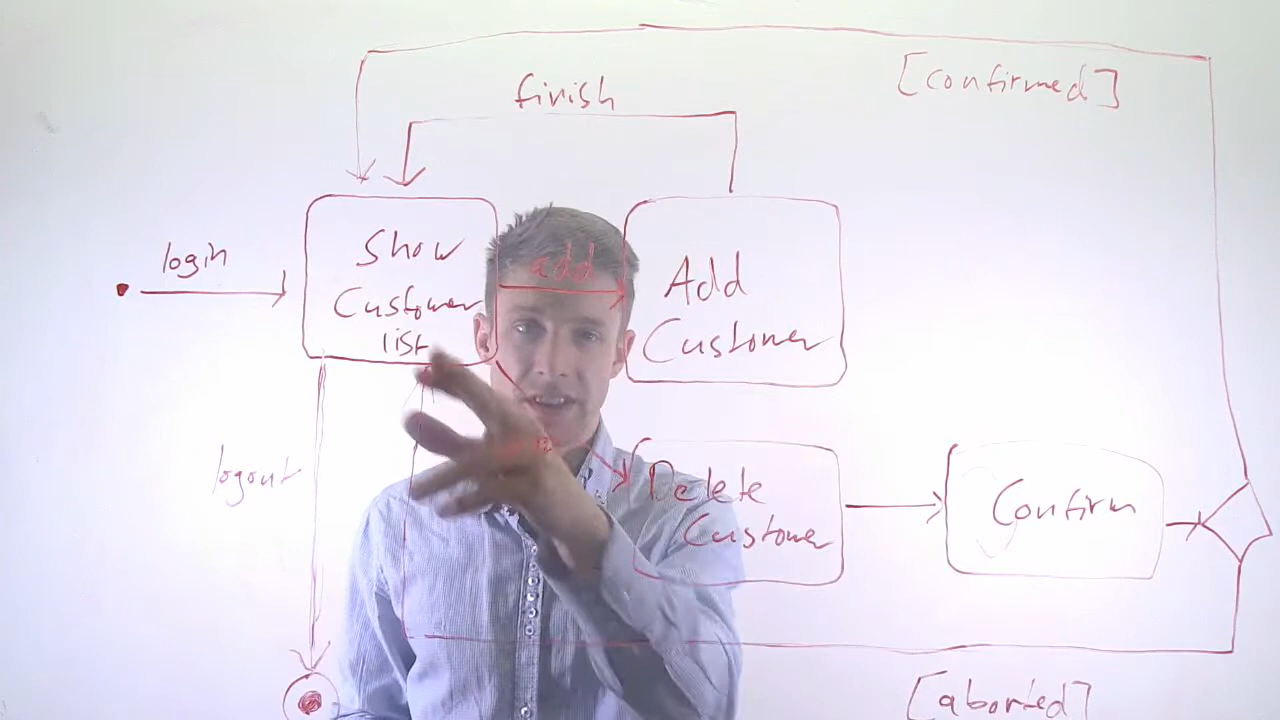 [confirmed]
finish
login
Show
Customer
list
add
Add
Customer
logout
Delete
Customer
Confirm
[aborted]